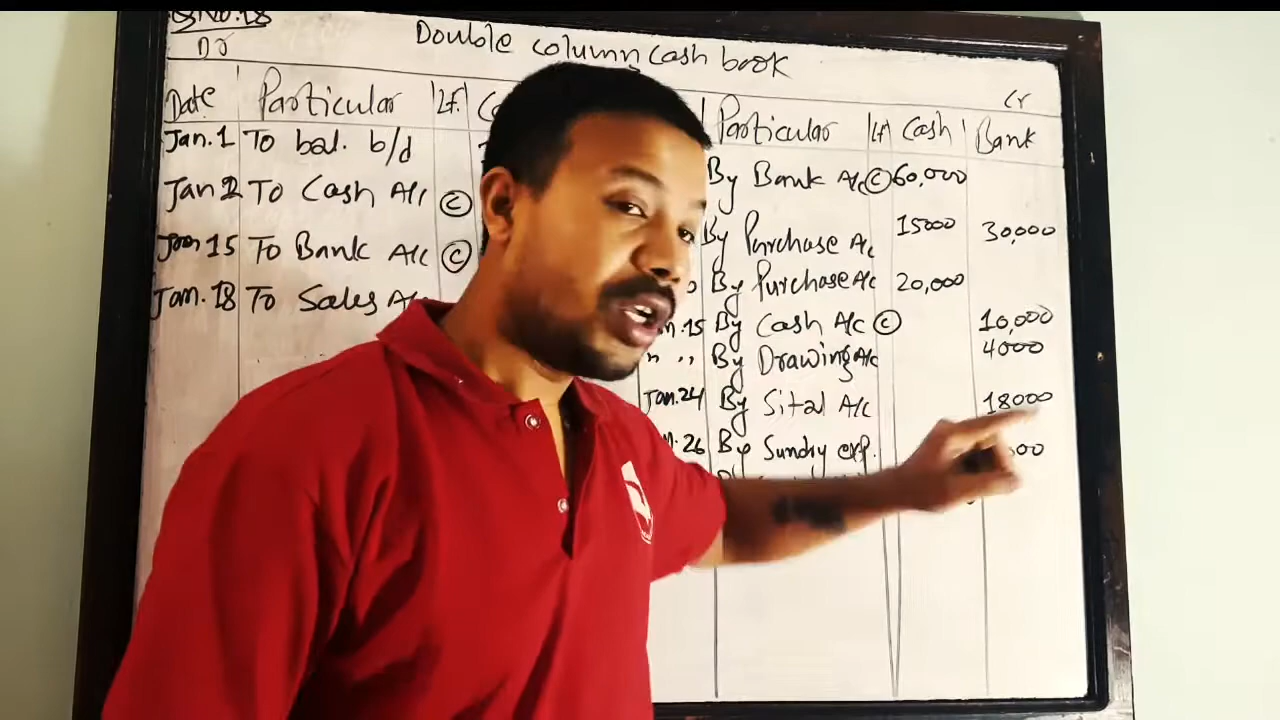 QNo.18
Double column cash book
Dr Cr
Date Particular L.f. Particular Lf Cash Bank
Jan.1 To bal. b/d By Bank A/c C 60,000
Jan 2 To Cash A/c C By Purchase A/c 15000 30,000
Jan 15 To Bank A/c C By Purchase A/c 20,000
Jan.18 To Sales 15 By Cash A/c C 10,000
" By Drawing A/c 4000
Jan.24 By Sital A/c 18000
26 By Sundry exp.